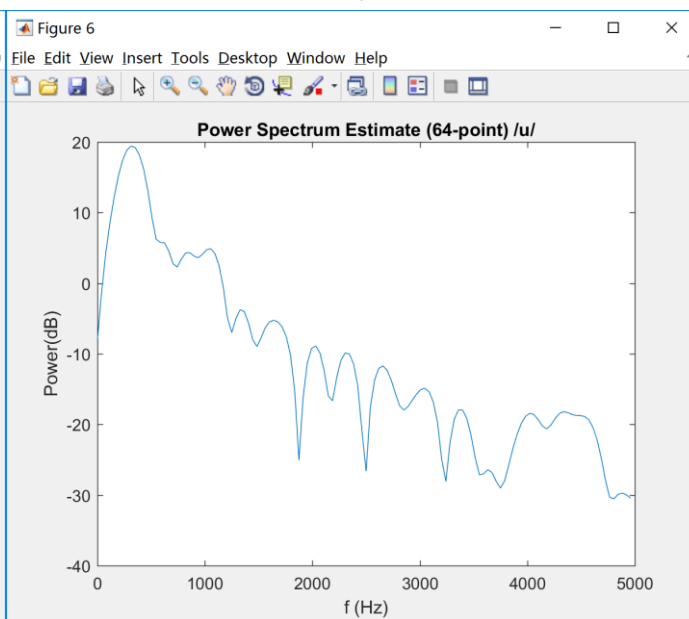 Figure 6
File Edit View Insert Tools Desktop Window Help
Power Spectrum Estimate (64-point) /u/
20
10
0
-10
-20
-30
-40
Power(dB)
0 1000 2000 3000 4000 5000
f (Hz)